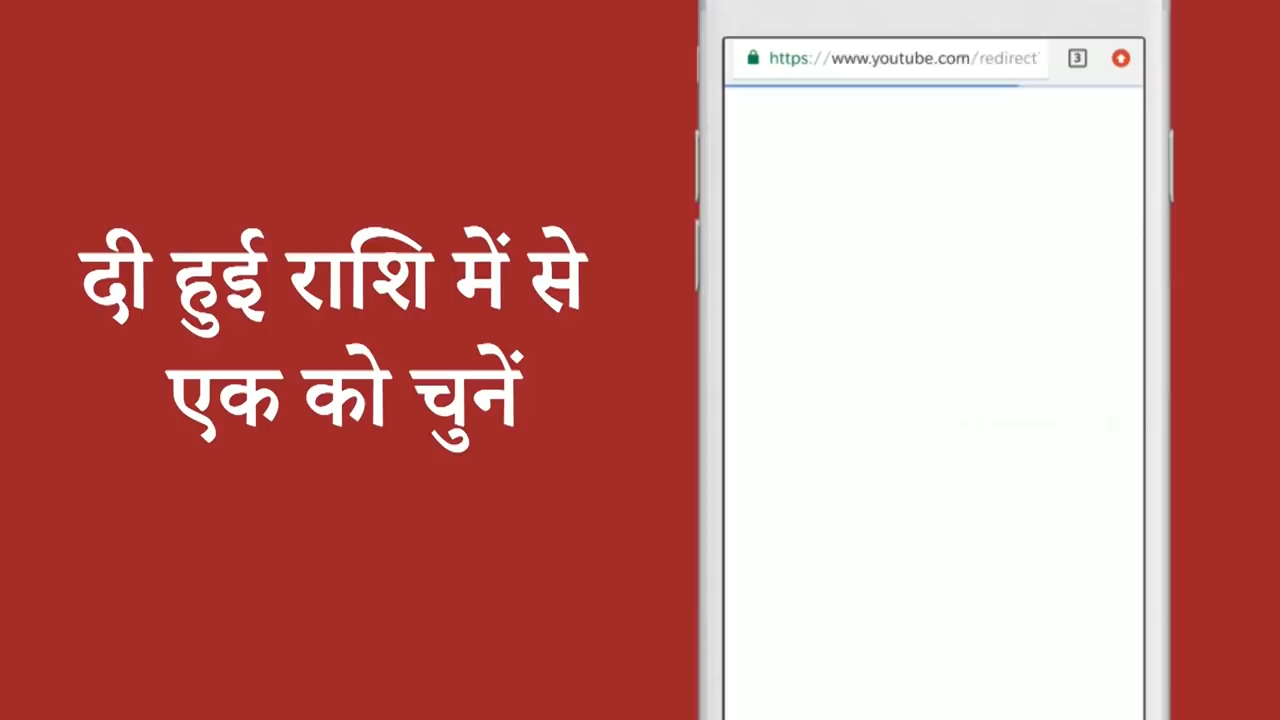 दी हुई राशि में से
एक को चुनें
https://www.youtube.com/redirect
3